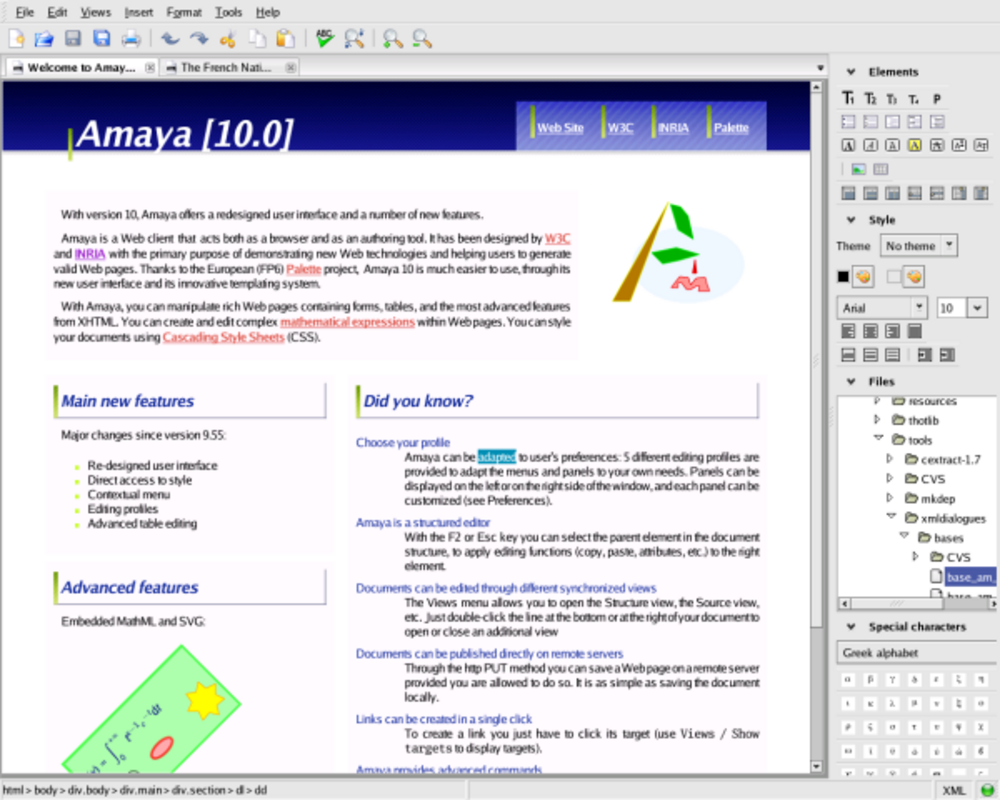 File Edit Views Insert Format Tools Help
ABC
Welcome to Amay... The French Nati...
Amaya [10.0]
Web Site W3C INRIA Palette
With version 10, Amaya offers a redesigned user interface and a number of new features.
Amaya is a Web client that acts both as a browser and as an authoring tool. It has been designed by W3C
and INRIA with the primary purpose of demonstrating new Web technologies and helping users to generate
valid Web pages. Thanks to the European (FP6) Palette project, Amaya 10 is much easier to use, through its
new user interface and its innovative templating system.
With Amaya, you can manipulate rich Web pages containing forms, tables, and the most advanced features
from XHTML. You can create and edit complex mathematical expressions within Web pages. You can style
your documents using Cascading Style Sheets (CSS).
Main new features
Major changes since version 9.55:
Re-designed user interface
Direct access to style
Contextual menu
Editing profiles
Advanced table editing
Advanced features
Embedded MathML and SVG:
Did you know?
Choose your profile
Amaya can be adapted to user's preferences: 5 different editing profiles are
provided to adapt the menus and panels to your own needs. Panels can be
displayed on the left or on the right side of the window, and each panel can be
customized (see Preferences).
Amaya is a structured editor
With the F2 or Esc key you can select the parent element in the document
structure, to apply editing functions (copy, paste, attributes, etc.) to the right
element.
Documents can be edited through different synchronized views
The Views menu allows you to open the Structure view, the Source view,
etc. Just double-click the line at the bottom or at the right of your document to
open or close an additional view
Documents can be published directly on remote servers
Through the http PUT method you can save a Web page on a remote server
provided you are allowed to do so. It is as simple as saving the document
locally.
Links can be created in a single click
To create a link you just have to click its target (use Views / Show
targets to display targets).
Amaya provides advanced commands
Elements
T1 T2 T3 T4 P
Style
Theme No theme
Arial 10
Files
resources
thotlib
tools
cextract-1.7
CVS
mkdep
xmldialogues
bases
CVS
base_am_
base_am
Special characters
Greek alphabet
html > body > div.body > div.main > div.section > dl > dd
XML